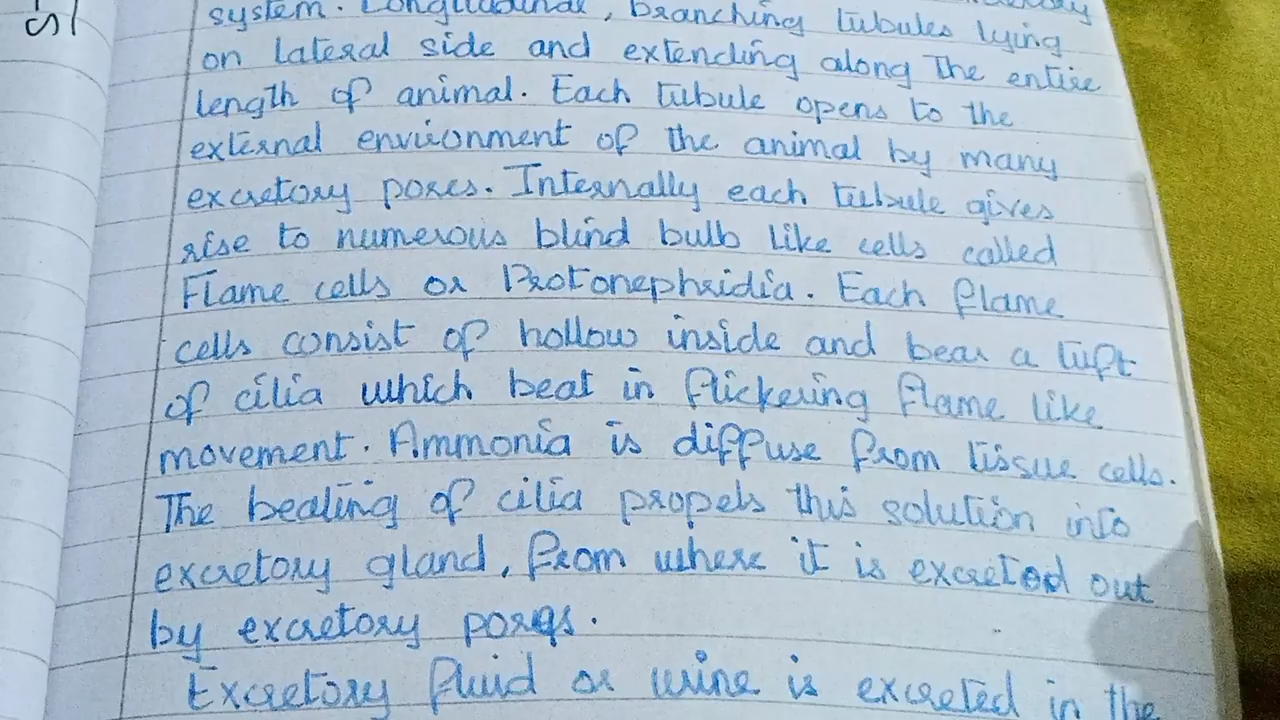 system. Longitudinal, branching tubules lying
on lateral side and extending along The entire
length of animal. Each tubule opens to the
external environment of the animal by many
excretory pores. Internally each tubule gives
rise to numerous blind bulb like cells called
Flame cells or Protonephridia. Each flame
cells consist of hollow inside and bear a tuft
of cilia which beat in flickering flame like
movement. Ammonia is diffuse from tissue cells.
The beating of cilia propels this solution into
excretory gland, from where it is excreted out
by excretory pores.
Excretory fluid or urine is excreted in the